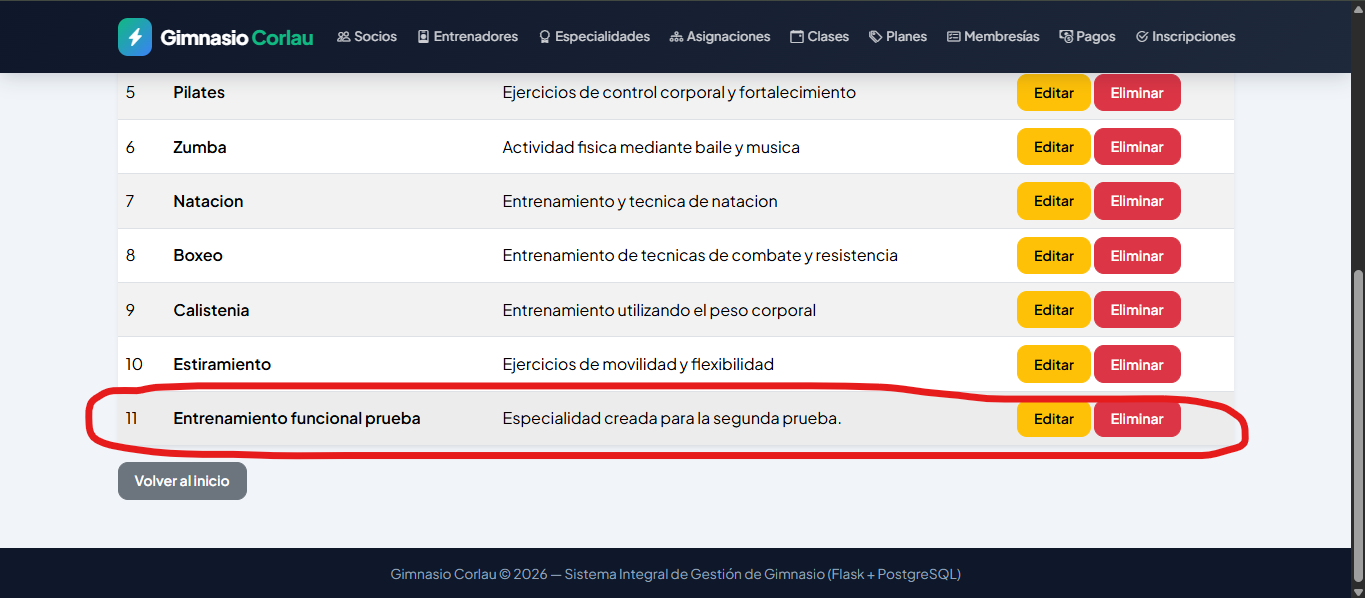 Gimnasio Corlau Socios Entrenadores Especialidades Asignaciones Clases Planes Membresías Pagos Inscripciones
5 Pilates Ejercicios de control corporal y fortalecimiento Editar Eliminar
6 Zumba Actividad fisica mediante baile y musica Editar Eliminar
7 Natacion Entrenamiento y tecnica de natacion Editar Eliminar
8 Boxeo Entrenamiento de tecnicas de combate y resistencia Editar Eliminar
9 Calistenia Entrenamiento utilizando el peso corporal Editar Eliminar
10 Estiramiento Ejercicios de movilidad y flexibilidad Editar Eliminar
11 Entrenamiento funcional prueba Especialidad creada para la segunda prueba. Editar Eliminar
Volver al inicio
Gimnasio Corlau © 2026 — Sistema Integral de Gestión de Gimnasio (Flask + PostgreSQL)